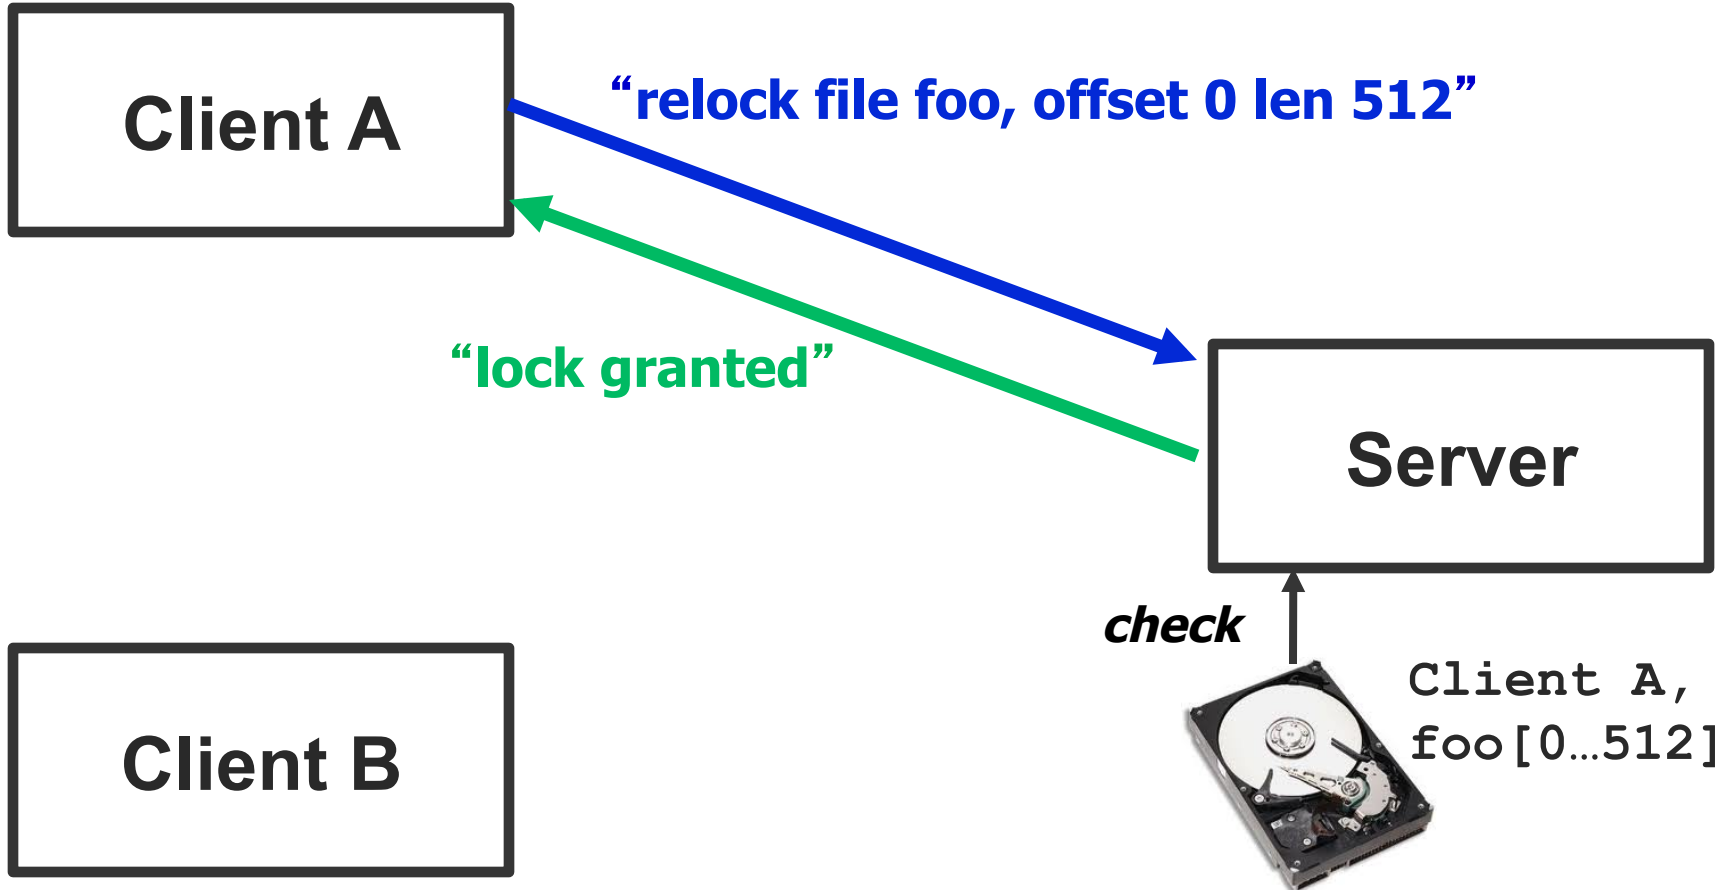 Client A
“relock file foo, offset 0 len 512”
“lock granted”
Server
check
Client A,
foo[0…512]
Client B